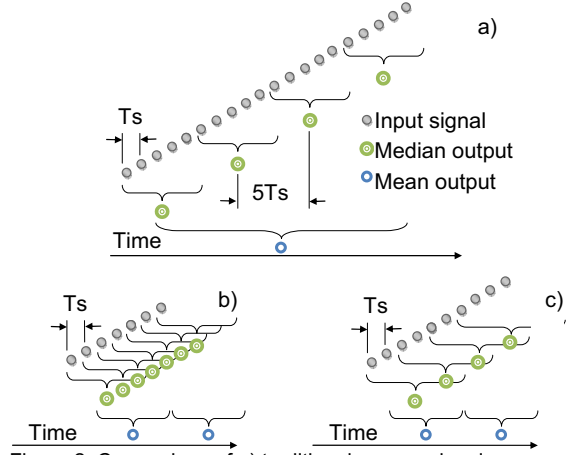 a)
Ts
Input signal
Median output
Mean output
5Ts
Time
b)
Ts
Time
c)
Ts
Time